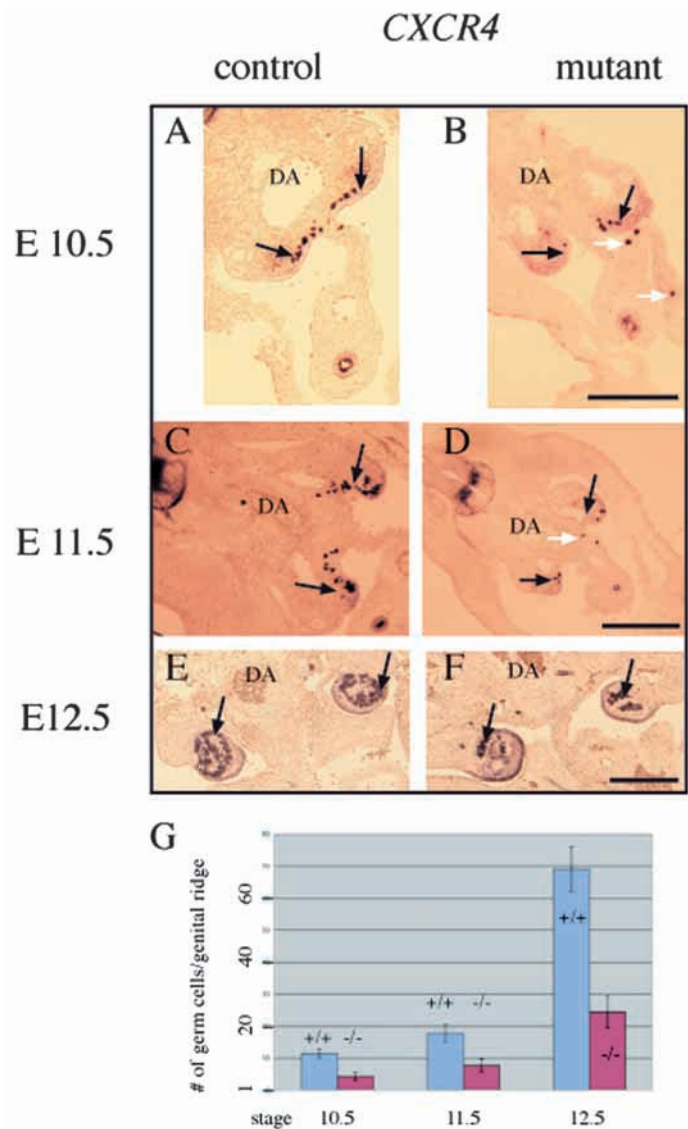 CXCR4
control mutant
A B
DA DA
E 10.5
C D
DA DA
E 11.5
E DA F DA
E12.5
G
# of germ cells/genital ridge
60
20
1
+/+ -/- +/+ -/- +/+ -/-
stage 10.5 11.5 12.5